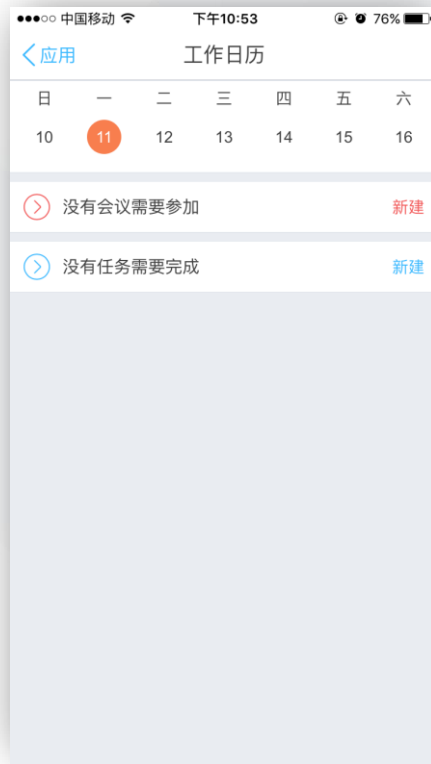 中国移动 下午10:53 76%
应用 工作日历
日 一 二 三 四 五 六
10 11 12 13 14 15 16
没有会议需要参加 新建
没有任务需要完成 新建